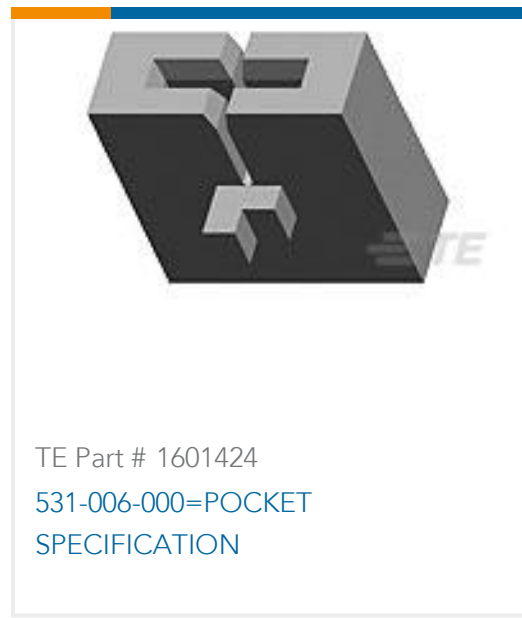 TE
TE Part # 1601424
531-006-000=POCKET
SPECIFICATION